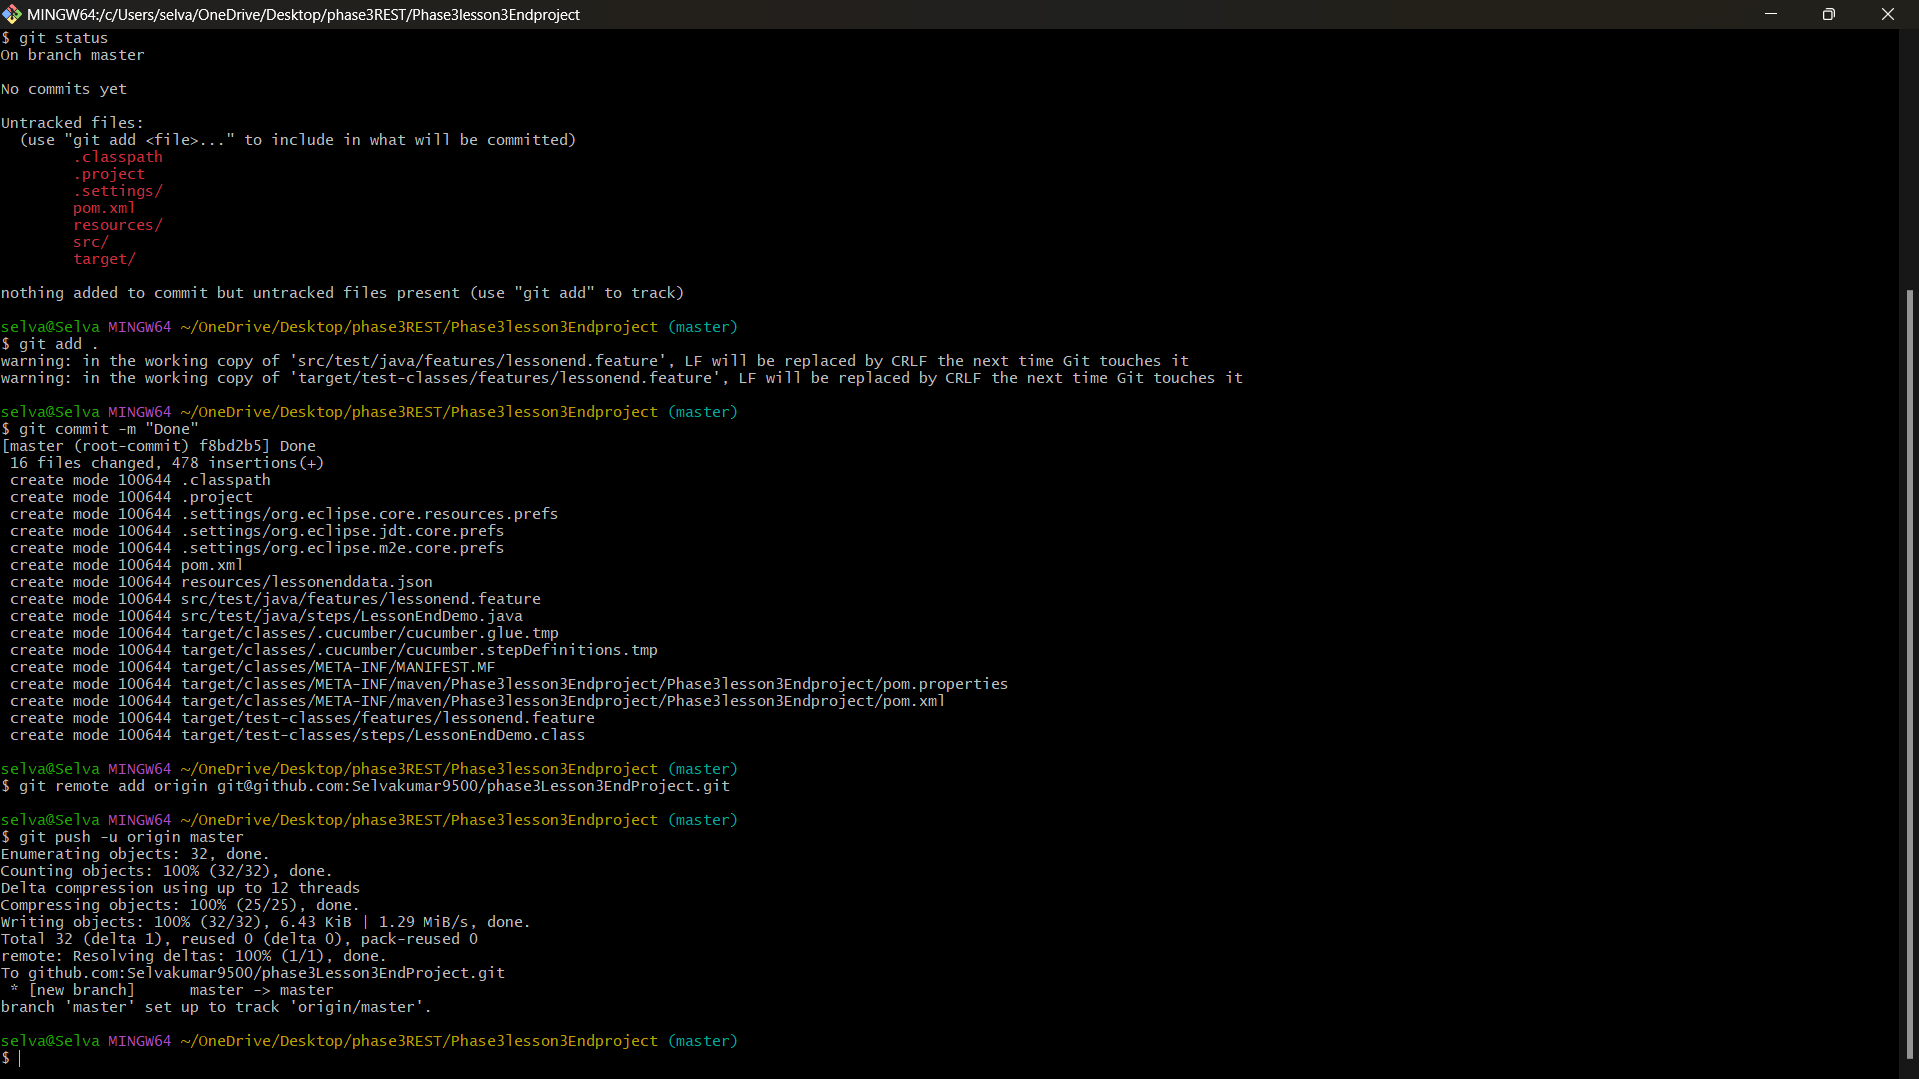 MINGW64:/c/Users/selva/OneDrive/Desktop/phase3REST/Phase3lesson3Endproject
$ git status
On branch master
No commits yet
Untracked files:
  (use "git add <file>..." to include in what will be committed)
        .classpath
        .project
        .settings/
        pom.xml
        resources/
        src/
        target/
nothing added to commit but untracked files present (use "git add" to track)
selva@Selva MINGW64 ~/OneDrive/Desktop/phase3REST/Phase3lesson3Endproject (master)
$ git add .
warning: in the working copy of 'src/test/java/features/lessonend.feature', LF will be replaced by CRLF the next time Git touches it
warning: in the working copy of 'target/test-classes/features/lessonend.feature', LF will be replaced by CRLF the next time Git touches it
selva@Selva MINGW64 ~/OneDrive/Desktop/phase3REST/Phase3lesson3Endproject (master)
$ git commit -m "Done"
[master (root-commit) f8bd2b5] Done
 16 files changed, 478 insertions(+)
 create mode 100644 .classpath
 create mode 100644 .project
 create mode 100644 .settings/org.eclipse.core.resources.prefs
 create mode 100644 .settings/org.eclipse.jdt.core.prefs
 create mode 100644 .settings/org.eclipse.m2e.core.prefs
 create mode 100644 pom.xml
 create mode 100644 resources/lessonenddata.json
 create mode 100644 src/test/java/features/lessonend.feature
 create mode 100644 src/test/java/steps/LessonEndDemo.java
 create mode 100644 target/classes/.cucumber/cucumber.glue.tmp
 create mode 100644 target/classes/.cucumber/cucumber.stepDefinitions.tmp
 create mode 100644 target/classes/META-INF/MANIFEST.MF
 create mode 100644 target/classes/META-INF/maven/Phase3lesson3Endproject/Phase3lesson3Endproject/pom.properties
 create mode 100644 target/classes/META-INF/maven/Phase3lesson3Endproject/Phase3lesson3Endproject/pom.xml
 create mode 100644 target/test-classes/features/lessonend.feature
 create mode 100644 target/test-classes/steps/LessonEndDemo.class
selva@Selva MINGW64 ~/OneDrive/Desktop/phase3REST/Phase3lesson3Endproject (master)
$ git remote add origin git@github.com:Selvakumar9500/phase3Lesson3EndProject.git
selva@Selva MINGW64 ~/OneDrive/Desktop/phase3REST/Phase3lesson3Endproject (master)
$ git push -u origin master
Enumerating objects: 32, done.
Counting objects: 100% (32/32), done.
Delta compression using up to 12 threads
Compressing objects: 100% (25/25), done.
Writing objects: 100% (32/32), 6.43 KiB | 1.29 MiB/s, done.
Total 32 (delta 1), reused 0 (delta 0), pack-reused 0
remote: Resolving deltas: 100% (1/1), done.
To github.com:Selvakumar9500/phase3Lesson3EndProject.git
 * [new branch]      master -> master
branch 'master' set up to track 'origin/master'.
selva@Selva MINGW64 ~/OneDrive/Desktop/phase3REST/Phase3lesson3Endproject (master)
$